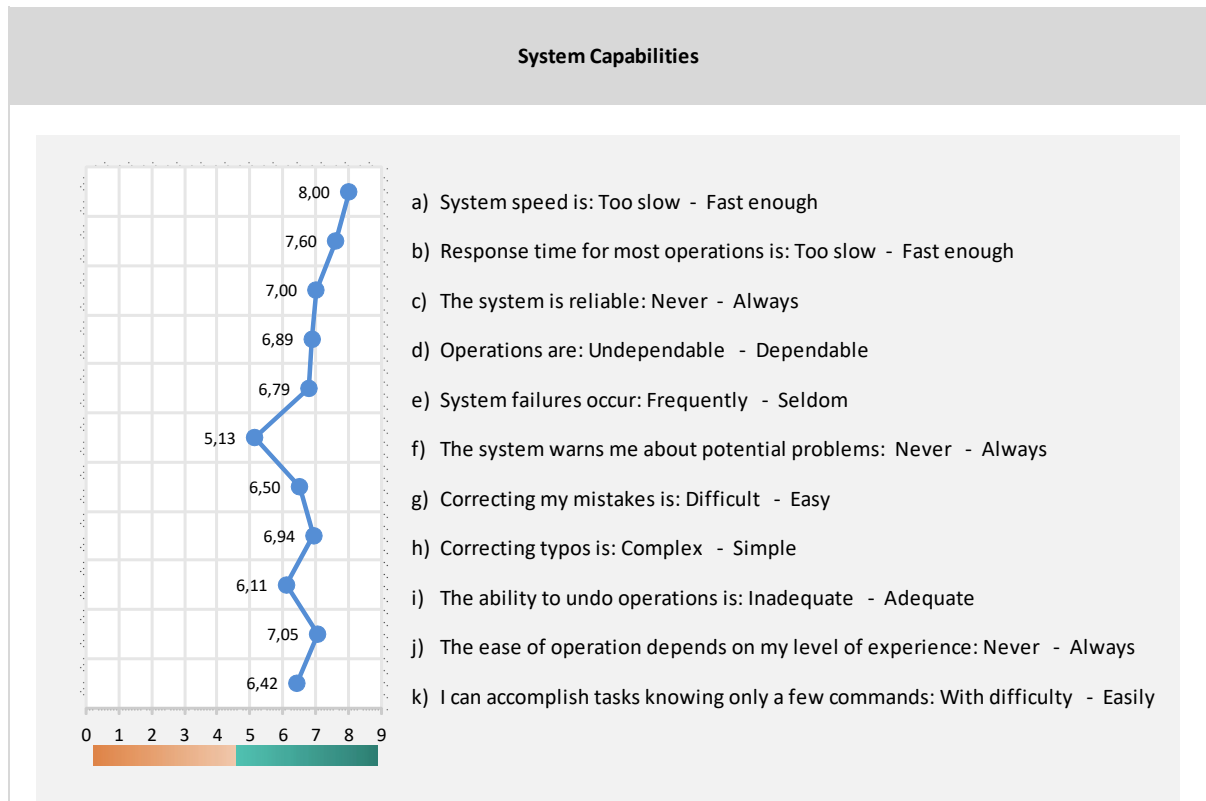 System Capabilities
8,00
a) System speed is: Too slow - Fast enough
7,60
b) Response time for most operations is: Too slow - Fast enough
7,00
c) The system is reliable: Never - Always
6,89
d) Operations are: Undependable - Dependable
6,79
e) System failures occur: Frequently - Seldom
5,13
f) The system warns me about potential problems: Never - Always
6,50
g) Correcting my mistakes is: Difficult - Easy
6,94
h) Correcting typos is: Complex - Simple
6,11
i) The ability to undo operations is: Inadequate - Adequate
7,05
j) The ease of operation depends on my level of experience: Never - Always
6,42
k) I can accomplish tasks knowing only a few commands: With difficulty - Easily
0 1 2 3 4 5 6 7 8 9